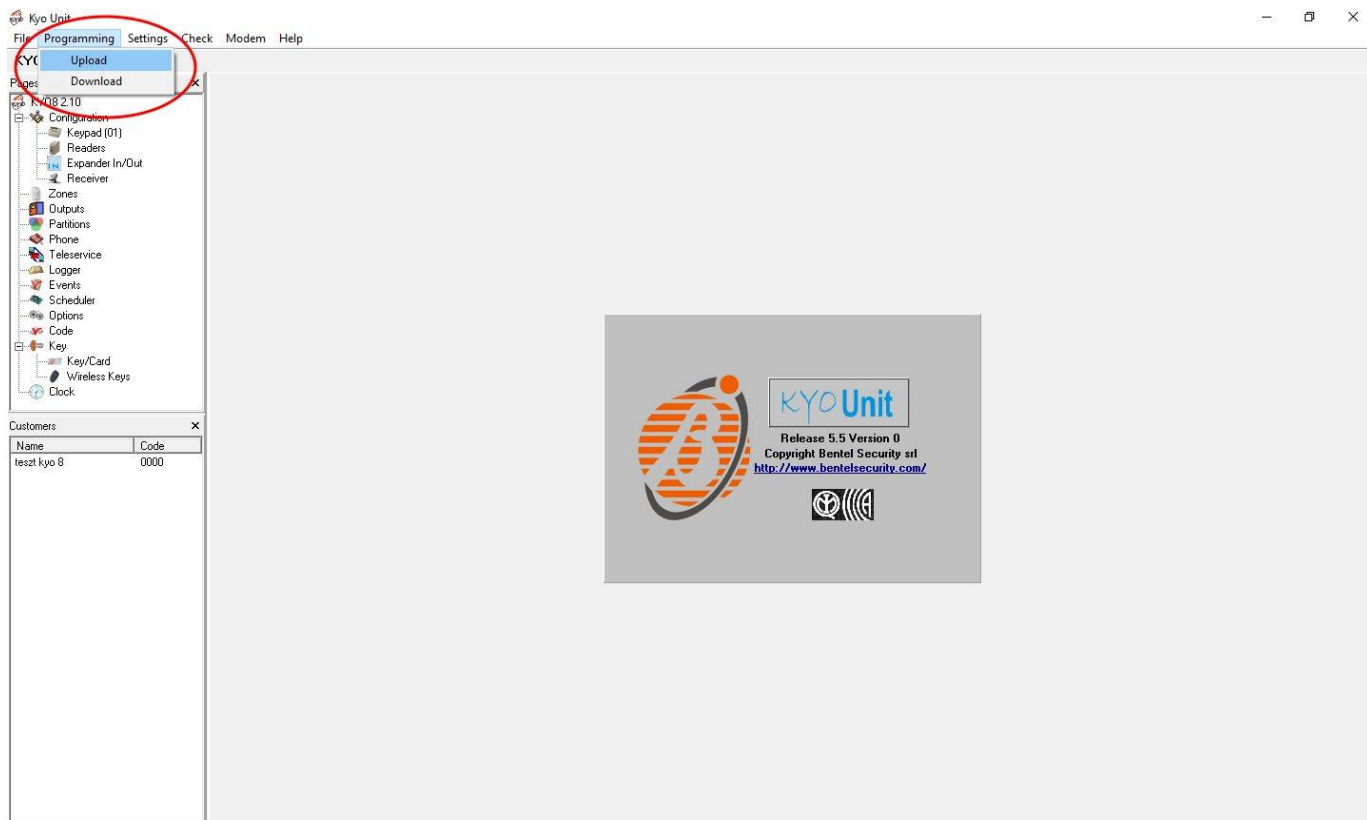 Kyo Unit
File Programming Settings Check Modem Help
Upload
Download
KYO8 2.10
Configuration
Keypad (01)
Readers
Expander In/Out
Receiver
Zones
Outputs
Partitions
Phone
Teleservice
Logger
Events
Scheduler
Options
Code
Key
Key/Card
Wireless Keys
Clock
Customers
Name Code
teszt kyo 8 0000
KYO Unit
Release 5.5 Version 0
Copyright Bentel Security srl
http://www.bentelsecurity.com/